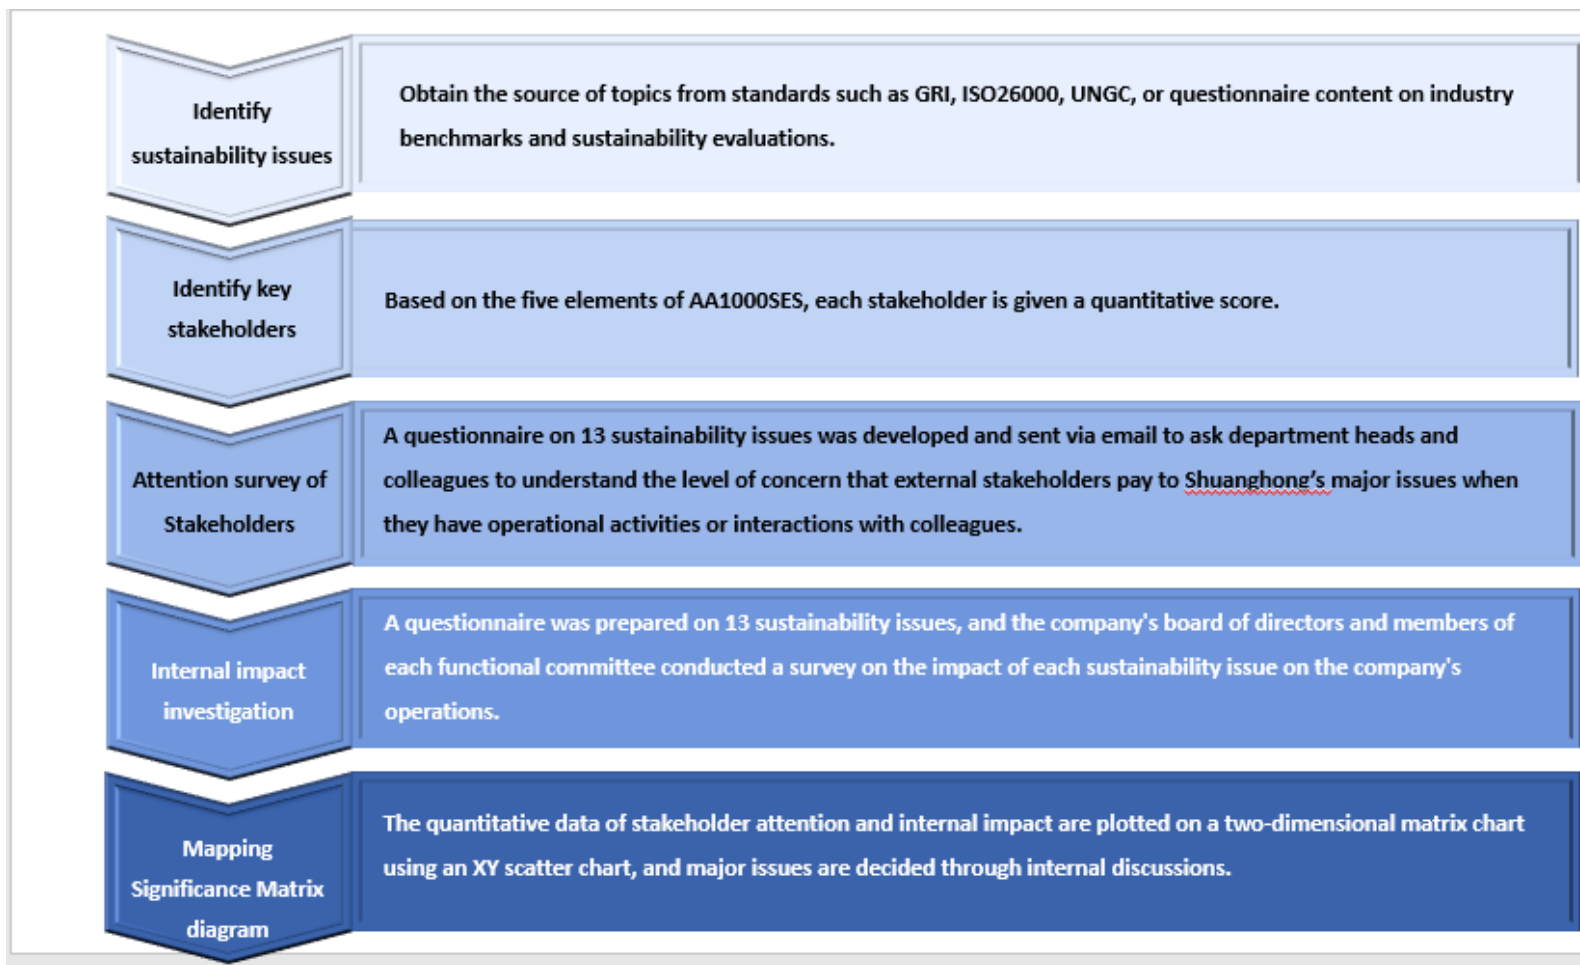 Identify
sustainability issues
Obtain the source of topics from standards such as GRI, ISO26000, UNGC, or questionnaire content on industry
benchmarks and sustainability evaluations.
Identify key
stakeholders
Based on the five elements of AA1000SES, each stakeholder is given a quantitative score.
Attention survey of
Stakeholders
A questionnaire on 13 sustainability issues was developed and sent via email to ask department heads and
colleagues to understand the level of concern that external stakeholders pay to Shuanghong’s major issues when
they have operational activities or interactions with colleagues.
Internal impact
investigation
A questionnaire was prepared on 13 sustainability issues, and the company's board of directors and members of
each functional committee conducted a survey on the impact of each sustainability issue on the company's
operations.
Mapping
Significance Matrix
diagram
The quantitative data of stakeholder attention and internal impact are plotted on a two-dimensional matrix chart
using an XY scatter chart, and major issues are decided through internal discussions.